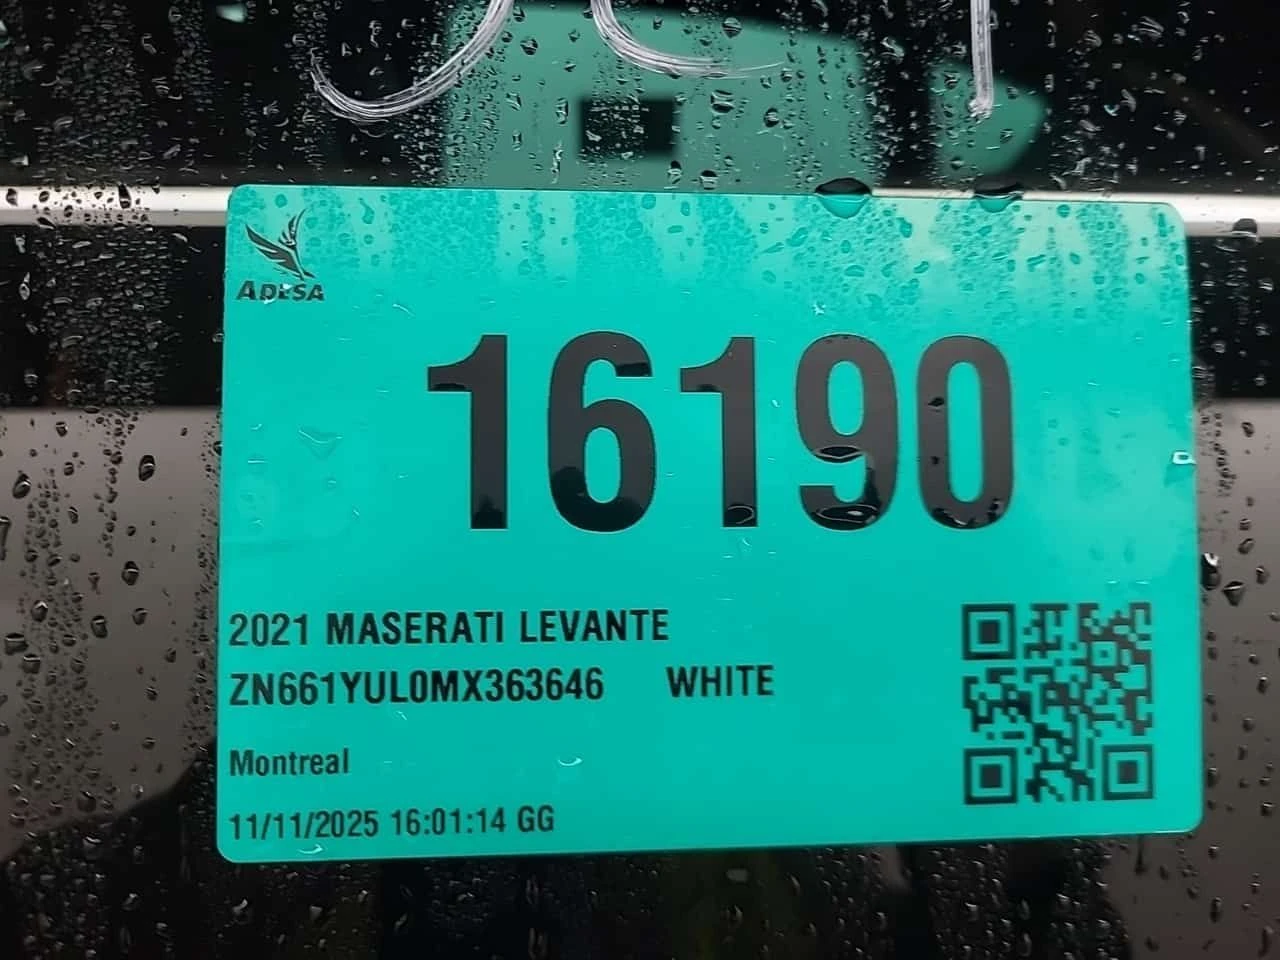 ADESA
16190
2021 MASERATI LEVANTE
ZN661YUL0MX363646 WHITE
Montreal
11/11/2025 16:01:14 GG